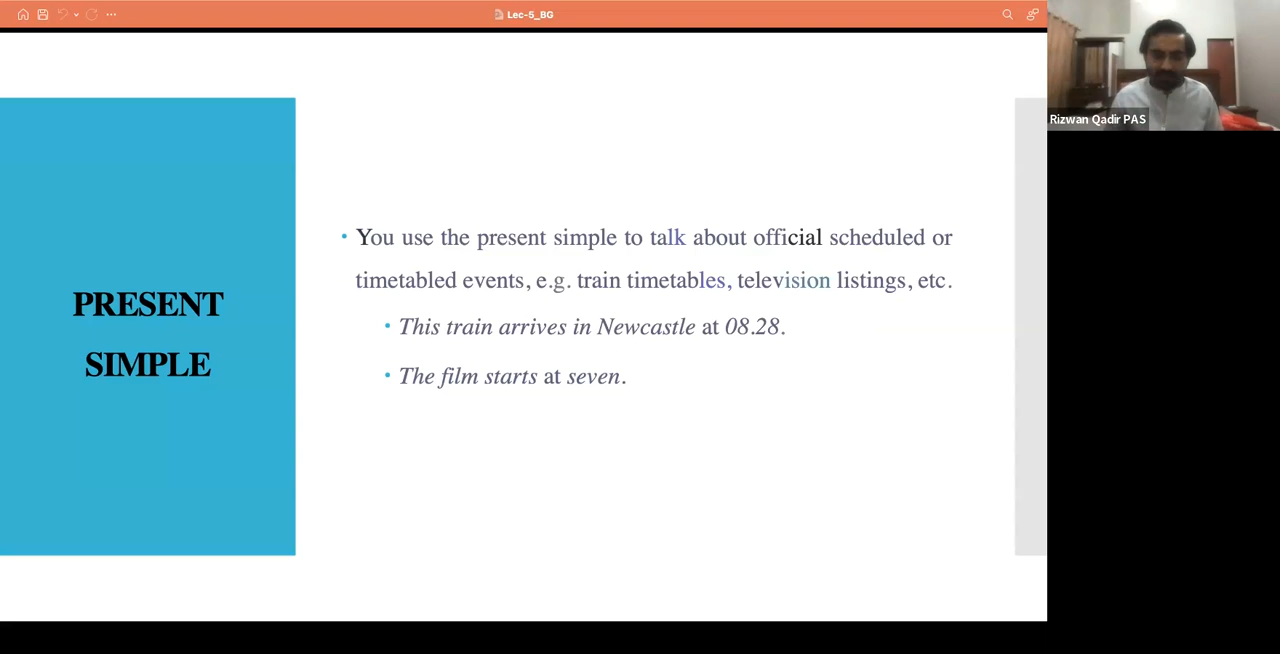 Lec-5_BG
Rizwan Qadir PAS
PRESENT
SIMPLE
• You use the present simple to talk about official scheduled or
timetabled events, e.g. train timetables, television listings, etc.
• This train arrives in Newcastle at 08.28.
• The film starts at seven.